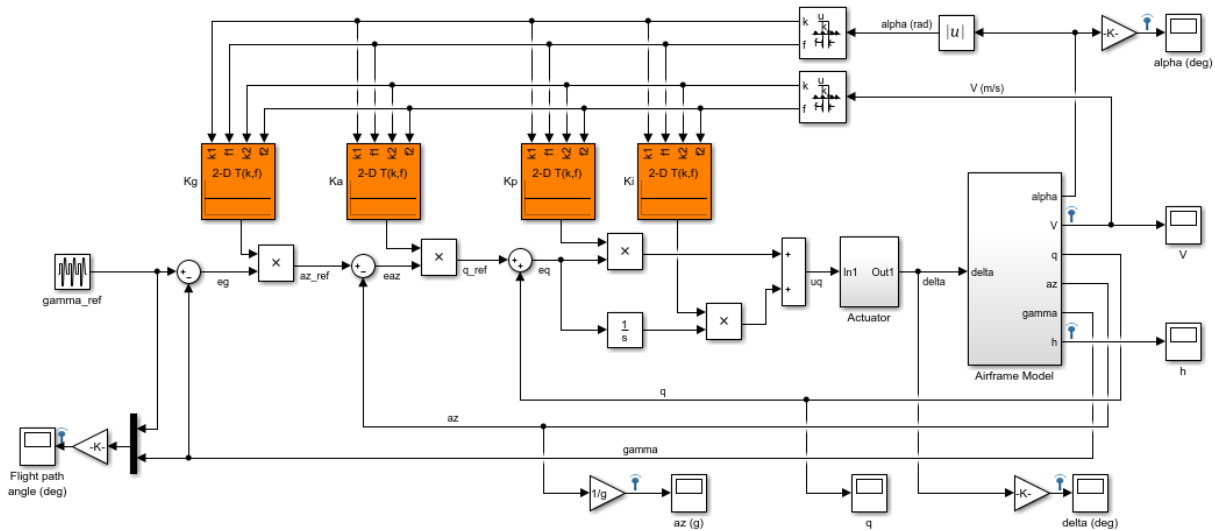 k
u
k
f
f
alpha (rad)
|u|
-K-
alpha (deg)
k
u
k
f
f
V (m/s)
k1
f1
k2
f2
2-D T(k,f)
Kg
k1
f1
k2
f2
2-D T(k,f)
Ka
k1
f1
k2
f2
2-D T(k,f)
Kp
k1
f1
k2
f2
2-D T(k,f)
Ki
alpha
V
q
az
gamma
h
delta
Airframe Model
V
h
gamma_ref
+
−
eg
×
az_ref
+
−
eaz
×
q_ref
+
+
eq
×
1
s
×
+
+
uq
In1
Out1
Actuator
delta
q
az
gamma
-K-
Flight path
angle (deg)
1/g
az (g)
q
-K-
delta (deg)